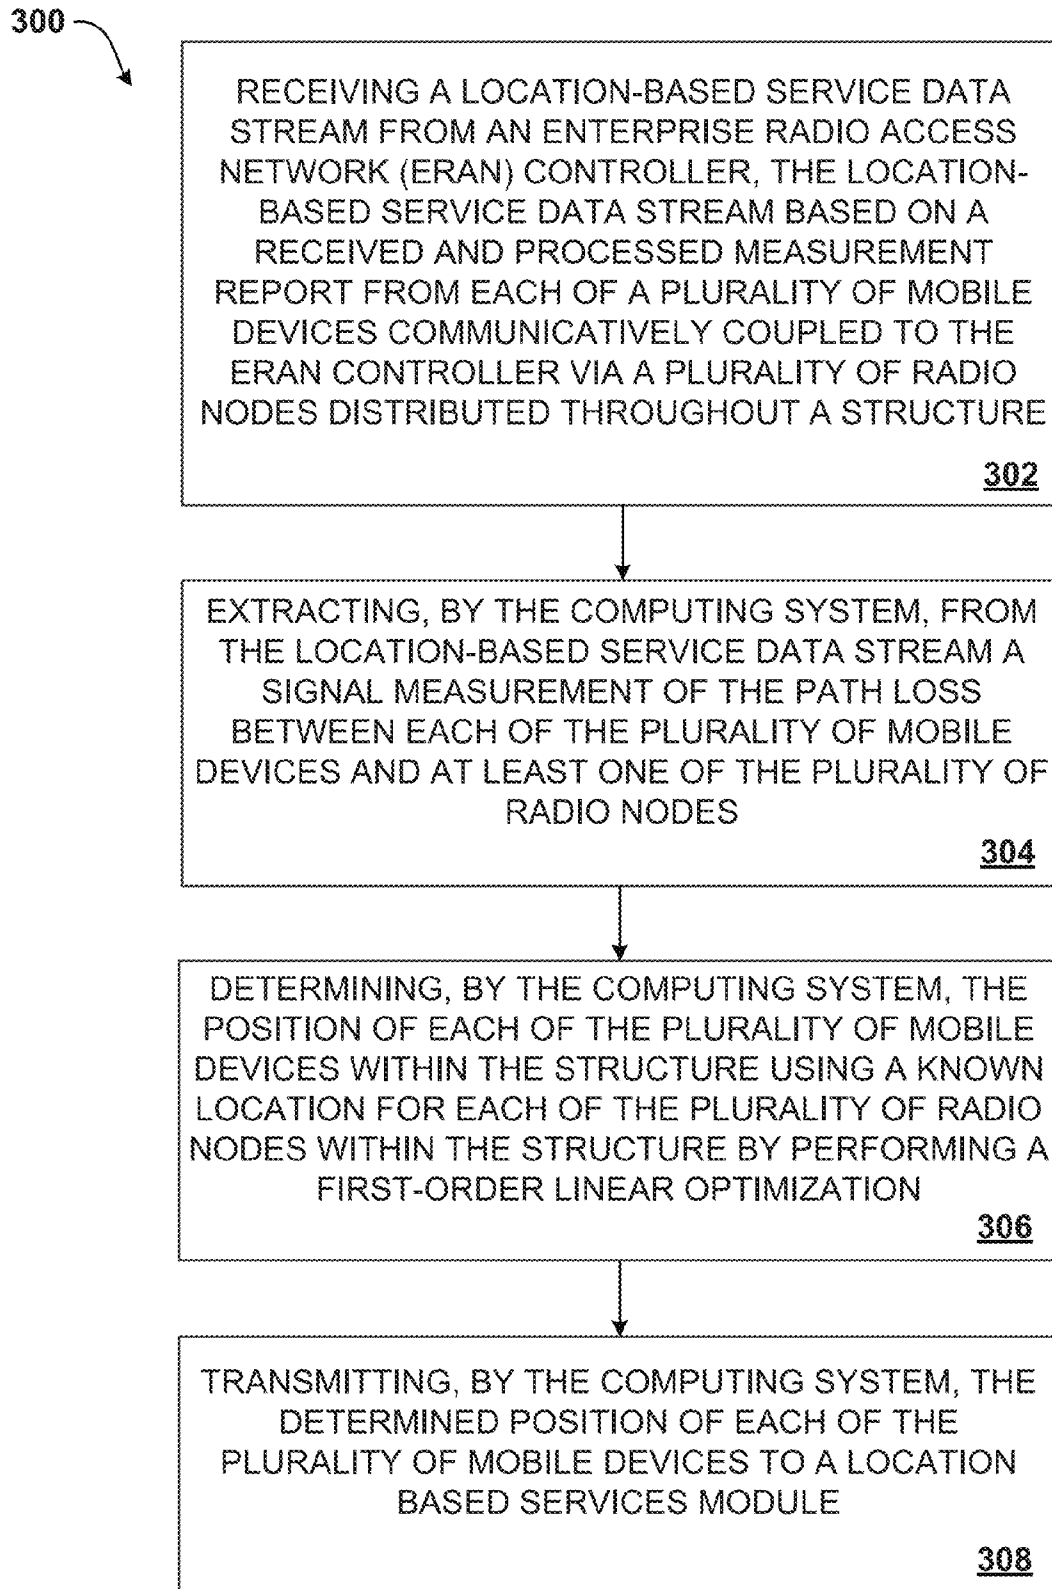 300
RECEIVING A LOCATION-BASED SERVICE DATA
STREAM FROM AN ENTERPRISE RADIO ACCESS
NETWORK (ERAN) CONTROLLER, THE LOCATION-
BASED SERVICE DATA STREAM BASED ON A
RECEIVED AND PROCESSED MEASUREMENT
REPORT FROM EACH OF A PLURALITY OF MOBILE
DEVICES COMMUNICATIVELY COUPLED TO THE
ERAN CONTROLLER VIA A PLURALITY OF RADIO
NODES DISTRIBUTED THROUGHOUT A STRUCTURE
302
EXTRACTING, BY THE COMPUTING SYSTEM, FROM
THE LOCATION-BASED SERVICE DATA STREAM A
SIGNAL MEASUREMENT OF THE PATH LOSS
BETWEEN EACH OF THE PLURALITY OF MOBILE
DEVICES AND AT LEAST ONE OF THE PLURALITY OF
RADIO NODES
304
DETERMINING, BY THE COMPUTING SYSTEM, THE
POSITION OF EACH OF THE PLURALITY OF MOBILE
DEVICES WITHIN THE STRUCTURE USING A KNOWN
LOCATION FOR EACH OF THE PLURALITY OF RADIO
NODES WITHIN THE STRUCTURE BY PERFORMING A
FIRST-ORDER LINEAR OPTIMIZATION
306
TRANSMITTING, BY THE COMPUTING SYSTEM, THE
DETERMINED POSITION OF EACH OF THE
PLURALITY OF MOBILE DEVICES TO A LOCATION
BASED SERVICES MODULE
308